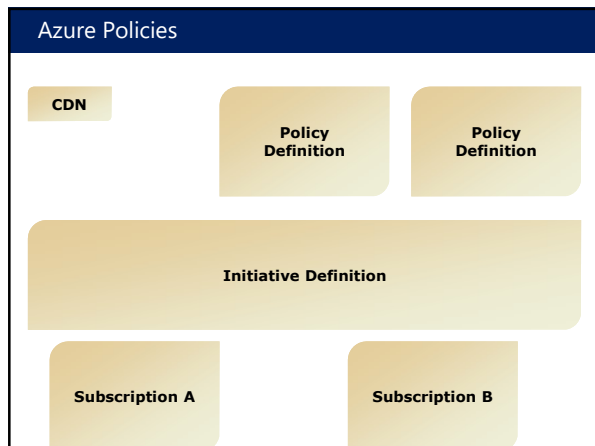 Azure Policies
CDN
Policy
Definition
Policy
Definition
Initiative Definition
Subscription A
Subscription B